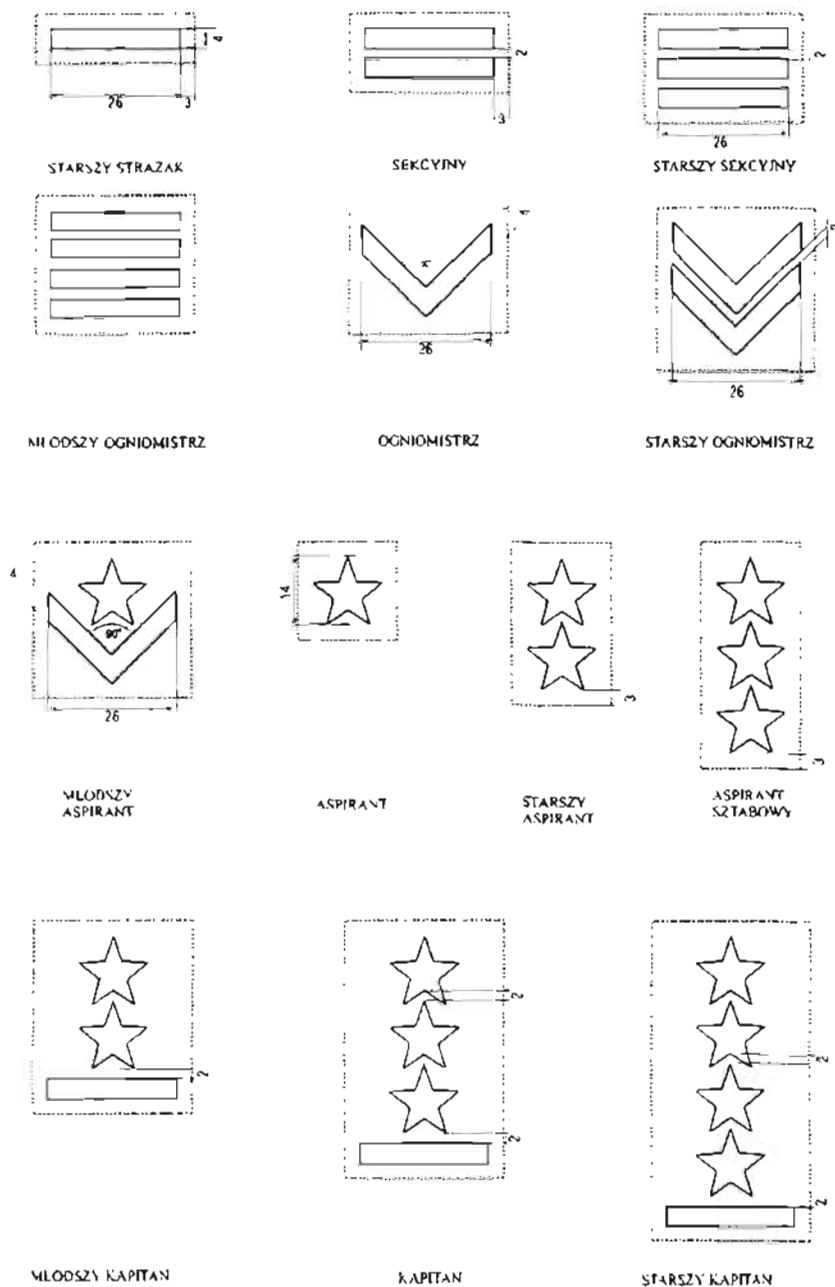 4
26
3
STARSZY STRAŻAK
2
3
SEKCYJNY
2
26
STARSZY SEKCYJNY
MŁODSZY OGNIOMISTRZ
4
26
OGNIOMISTRZ
26
STARSZY OGNIOMISTRZ
4
90°
26
MŁODSZY
ASPIRANT
14
ASPIRANT
3
STARSZY
ASPIRANT
3
ASPIRANT
SZTABOWY
2
MŁODSZY KAPITAN
2
2
KAPITAN
2
2
STARSZY KAPITAN